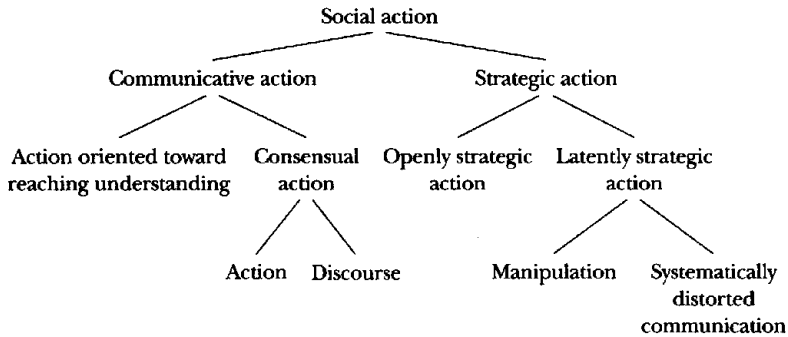 Social action
Communicative action
Strategic action
Action oriented toward
reaching understanding
Consensual
action
Openly strategic
action
Latently strategic
action
Action
Discourse
Manipulation
Systematically
distorted
communication